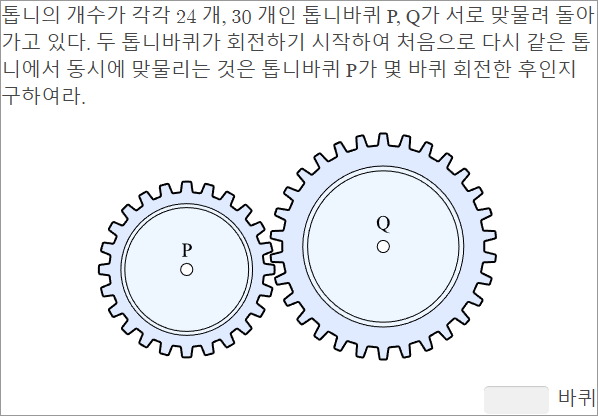 톱니의 개수가 각각 24 개, 30 개인 톱니바퀴 P, Q가 서로 맞물려 돌아
가고 있다. 두 톱니바퀴가 회전하기 시작하여 처음으로 다시 같은 톱
니에서 동시에 맞물리는 것은 톱니바퀴 P가 몇 바퀴 회전한 후인지
구하여라.
Q
P
바퀴